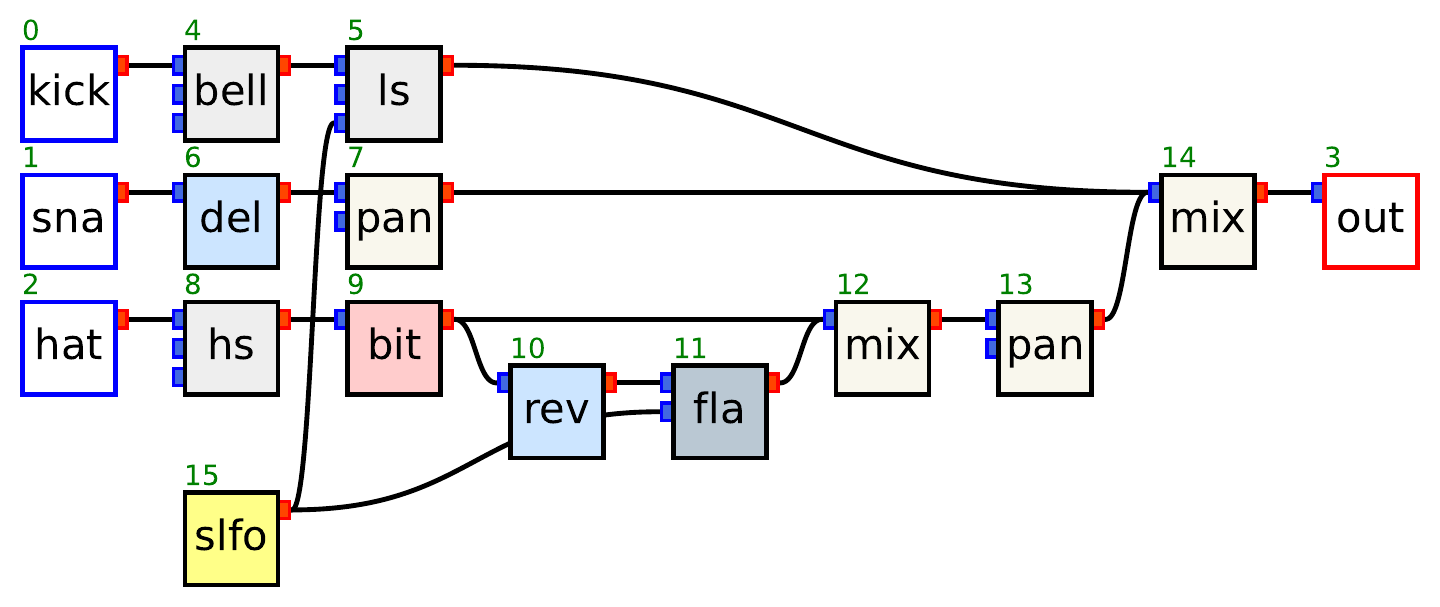 0 4 5
kick bell ls
1 6 7 14 3
sna del pan mix out
2 8 9 12 13
hat hs bit mix pan
10 11
rev fla
15
slfo